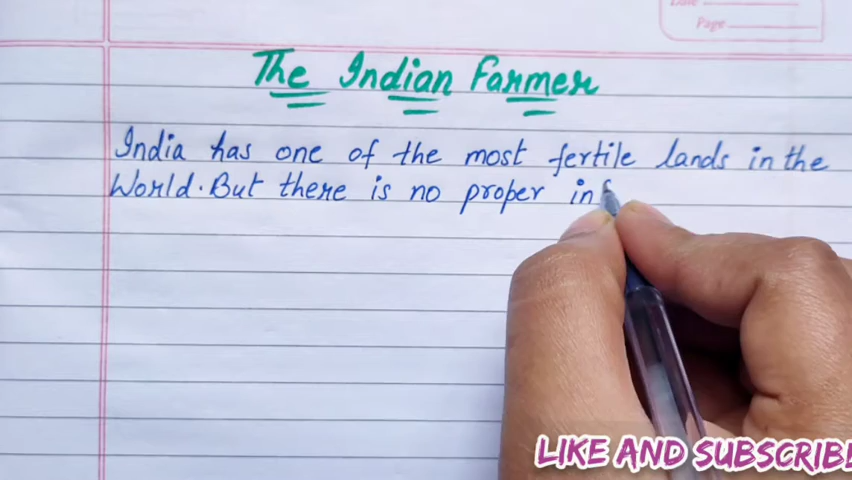 Date
Page
The Indian Farmer
India has one of the most fertile lands in the
World. But there is no proper inf
LIKE AND SUBSCRIBE